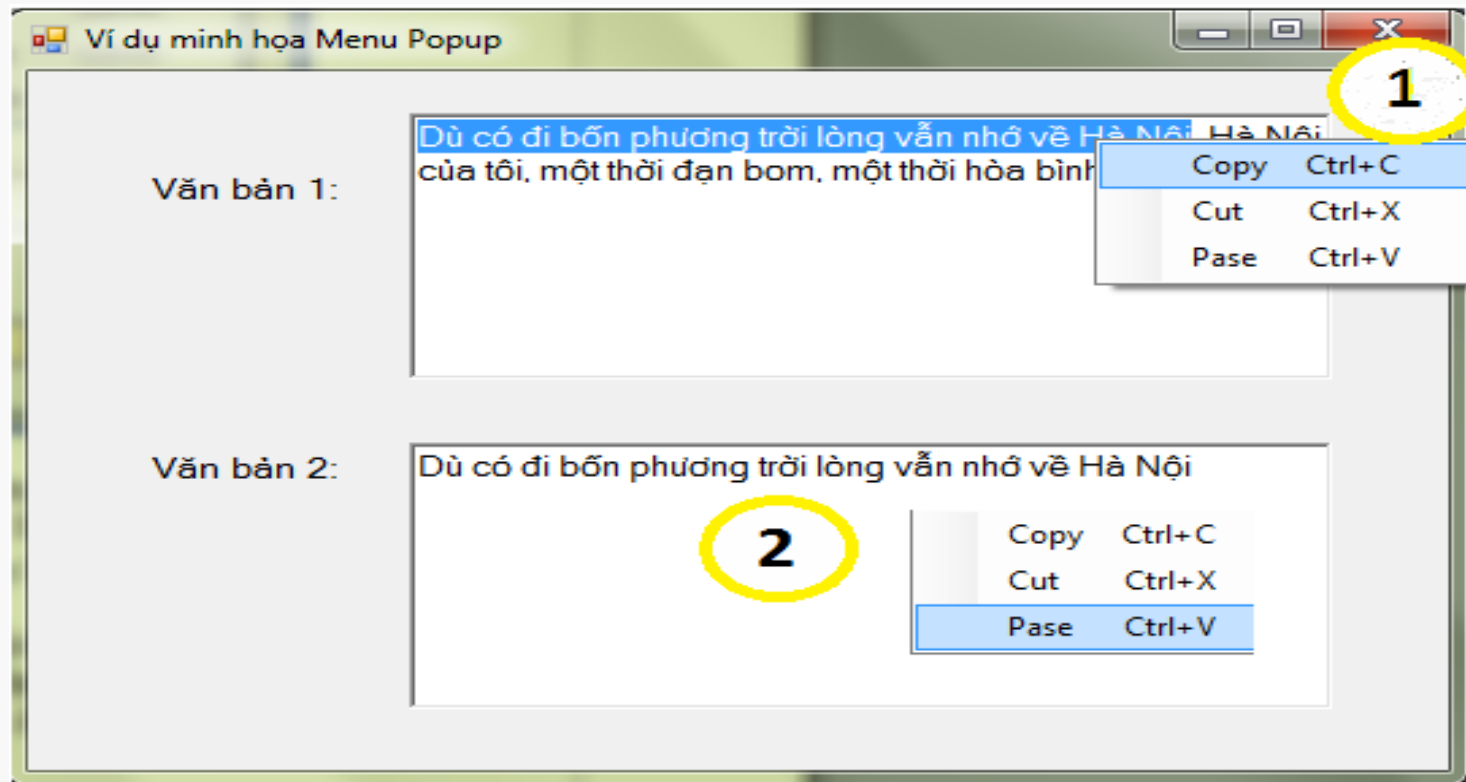 Ví dụ minh họa Menu Popup
1
Văn bản 1:
Dù có đi bốn phương trời lòng vẫn nhớ về Hà Nội. Hà Nội
của tôi, một thời đạn bom, một thời hòa bình
Copy Ctrl+C
Cut Ctrl+X
Pase Ctrl+V
Văn bản 2:
Dù có đi bốn phương trời lòng vẫn nhớ về Hà Nội
2
Copy Ctrl+C
Cut Ctrl+X
Pase Ctrl+V